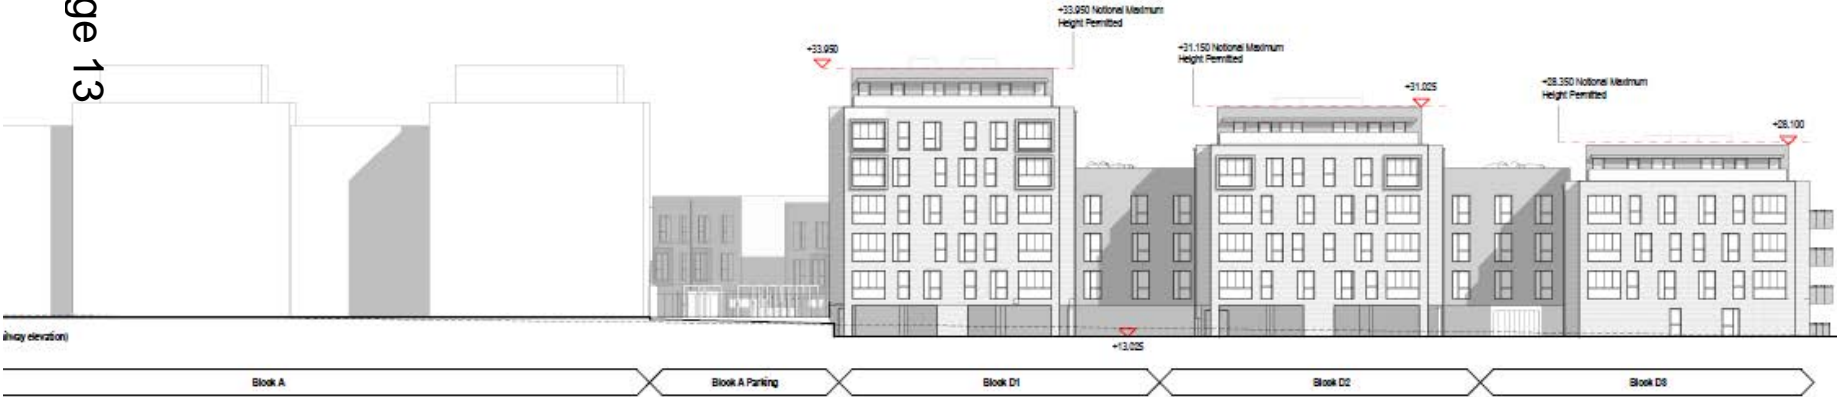 ge 13
+33.950 Notional Maximum
Height Permitted
+33.950
+31.150 Notional Maximum
Height Permitted
+31.025
+28.350 Notional Maximum
Height Permitted
+28.100
+13.025
ilway elevation)
Block A
Block A Parking
Block D1
Block D2
Block D3